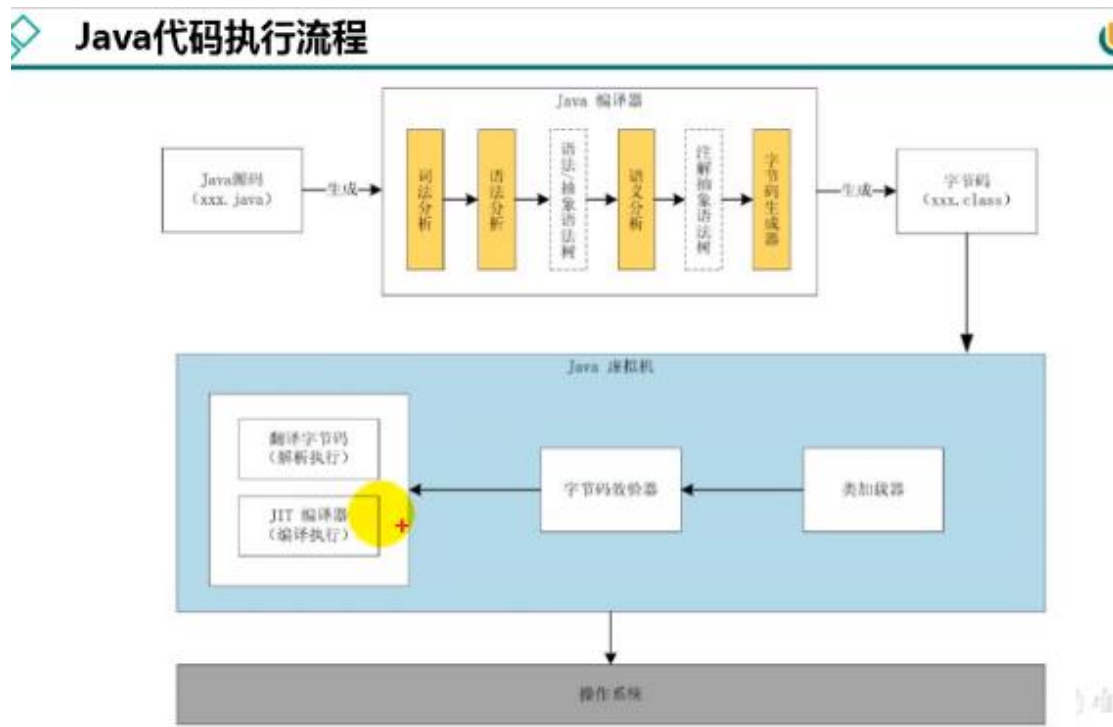 Java代码执行流程
Java 编译器
Java源码
（xxx.java）
生成
词法分析
语法分析
语法/抽象语法树
语义分析
注解抽象语法树
字节码生成器
生成
字节码
（xxx.class）
Java 虚拟机
翻译字节码
（解析执行）
JIT 编译器
（编译执行）
字节码效验器
类加载器
操作系统